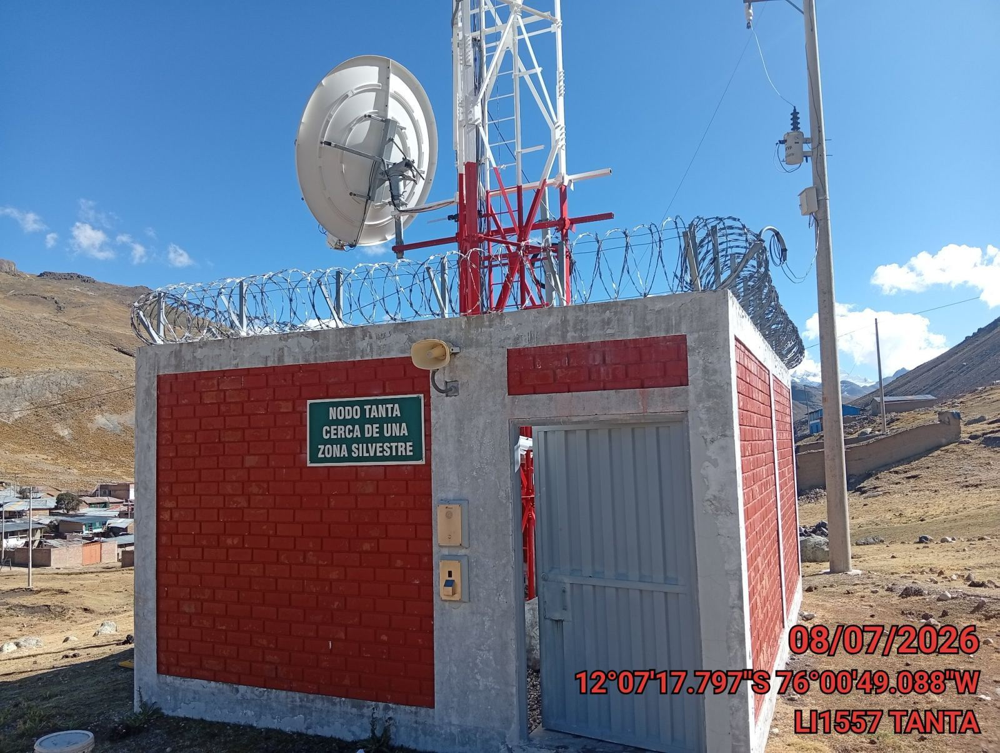 NODO TANTA
CERCA DE UNA
ZONA SILVESTRE
08/07/2026
12°07'17.797"S 76°00'49.088"W
LI1557 TANTA